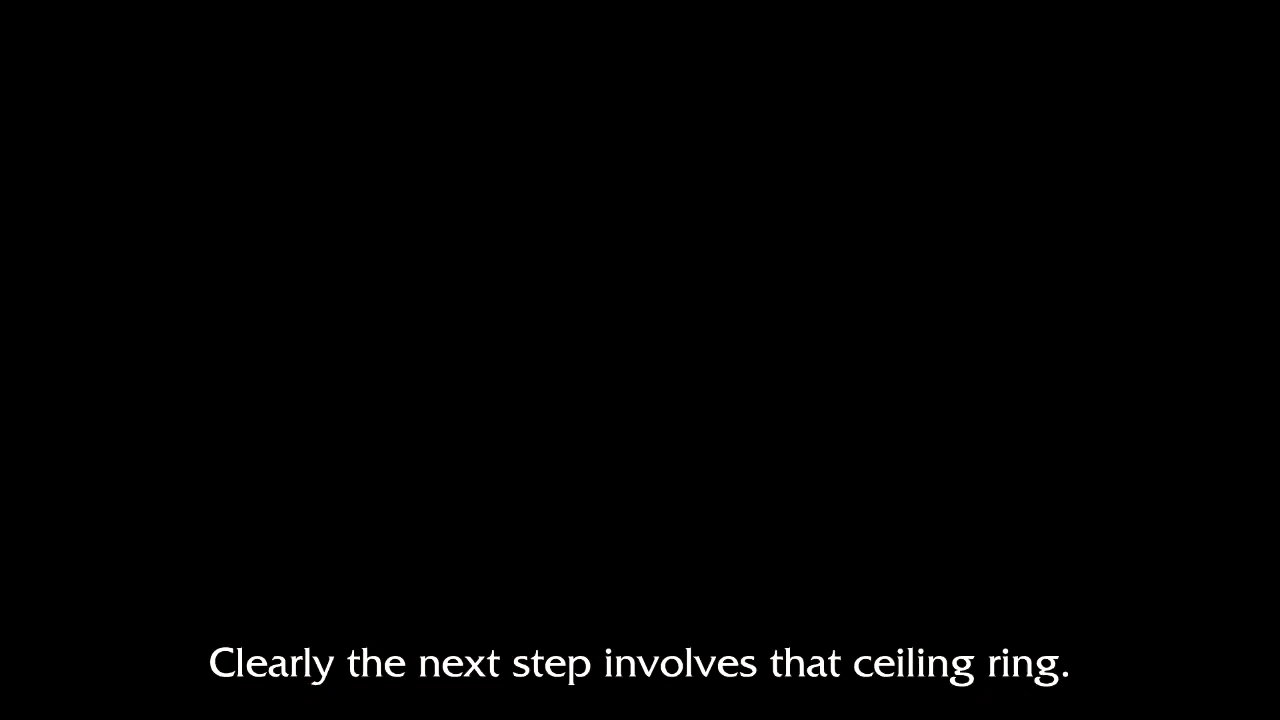 Clearly the next step involves that ceiling ring.